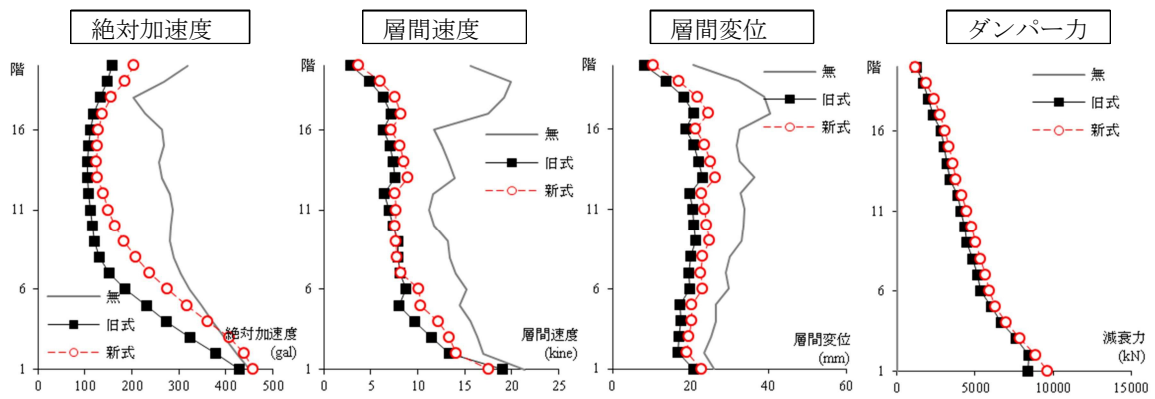 絶対加速度
階
16
11
6
1
0
100
200
300
400
500
無
旧式
新式
絶対加速度
(gal)
層間速度
階
16
11
6
1
0
5
10
15
20
25
無
旧式
新式
層間速度
(kine)
層間変位
階
16
11
6
1
0
20
40
60
無
旧式
新式
層間変位
(mm)
ダンパー力
階
16
11
6
1
0
5000
10000
15000
無
旧式
新式
減衰力
(kN)